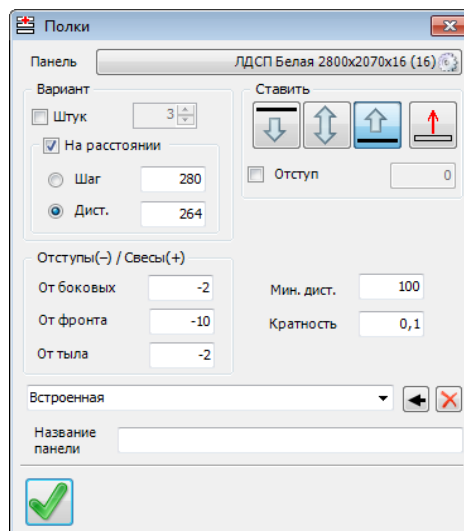 Полки
Панель ЛДСП Белая 2800x2070x16 (16)
Вариант
Штук 3
На расстоянии
Шаг 280
Дист. 264
Ставить
Отступ 0
Отступы(–) / Свесы(+)
От боковых -2
От фронта -10
От тыла -2
Мин. дист. 100
Кратность 0,1
Встроенная
Название
панели